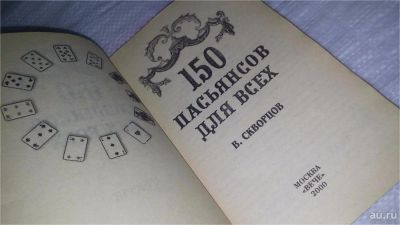 150
ПАСЬЯНСОВ
ДЛЯ ВСЕХ
В. СКВОРЦОВ
МОСКВА
«ВЕЧЕ»
2000
au.ru